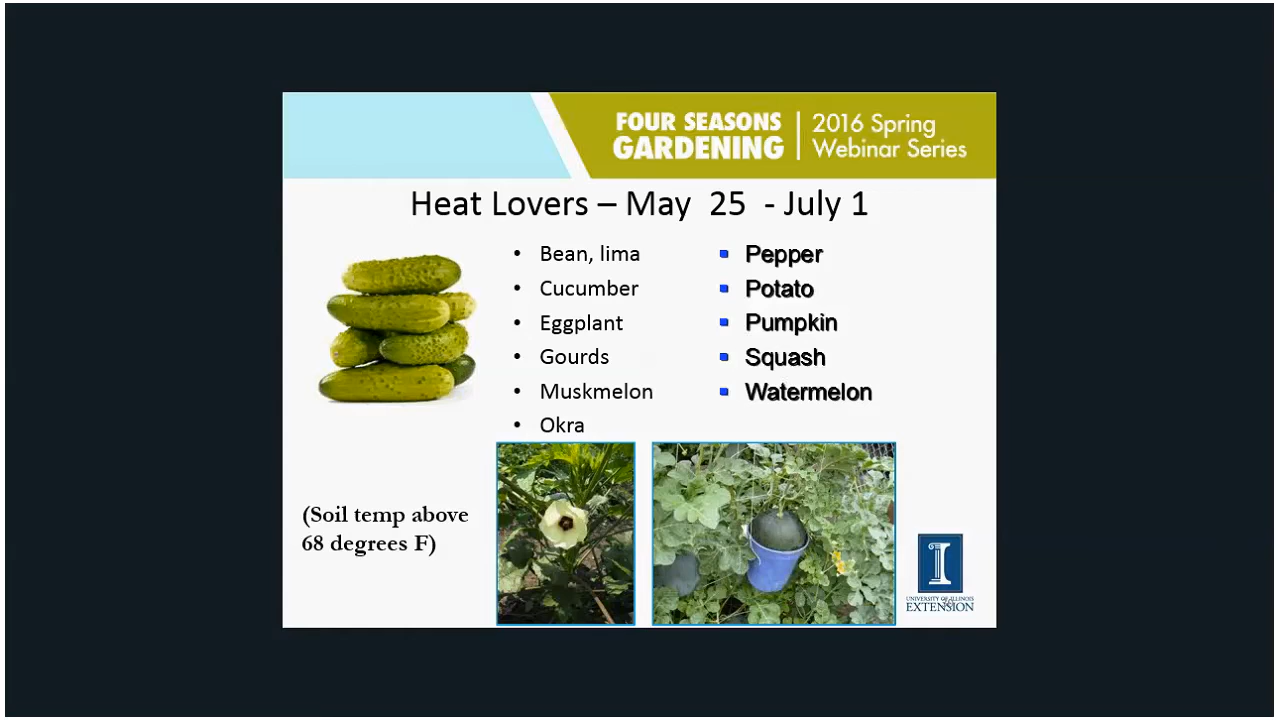 FOUR SEASONS
GARDENING
2016 Spring
Webinar Series
Heat Lovers – May 25 - July 1
• Bean, lima
• Cucumber
• Eggplant
• Gourds
• Muskmelon
• Okra
Pepper
Potato
Pumpkin
Squash
Watermelon
(Soil temp above
68 degrees F)
UNIVERSITY OF ILLINOIS
EXTENSION